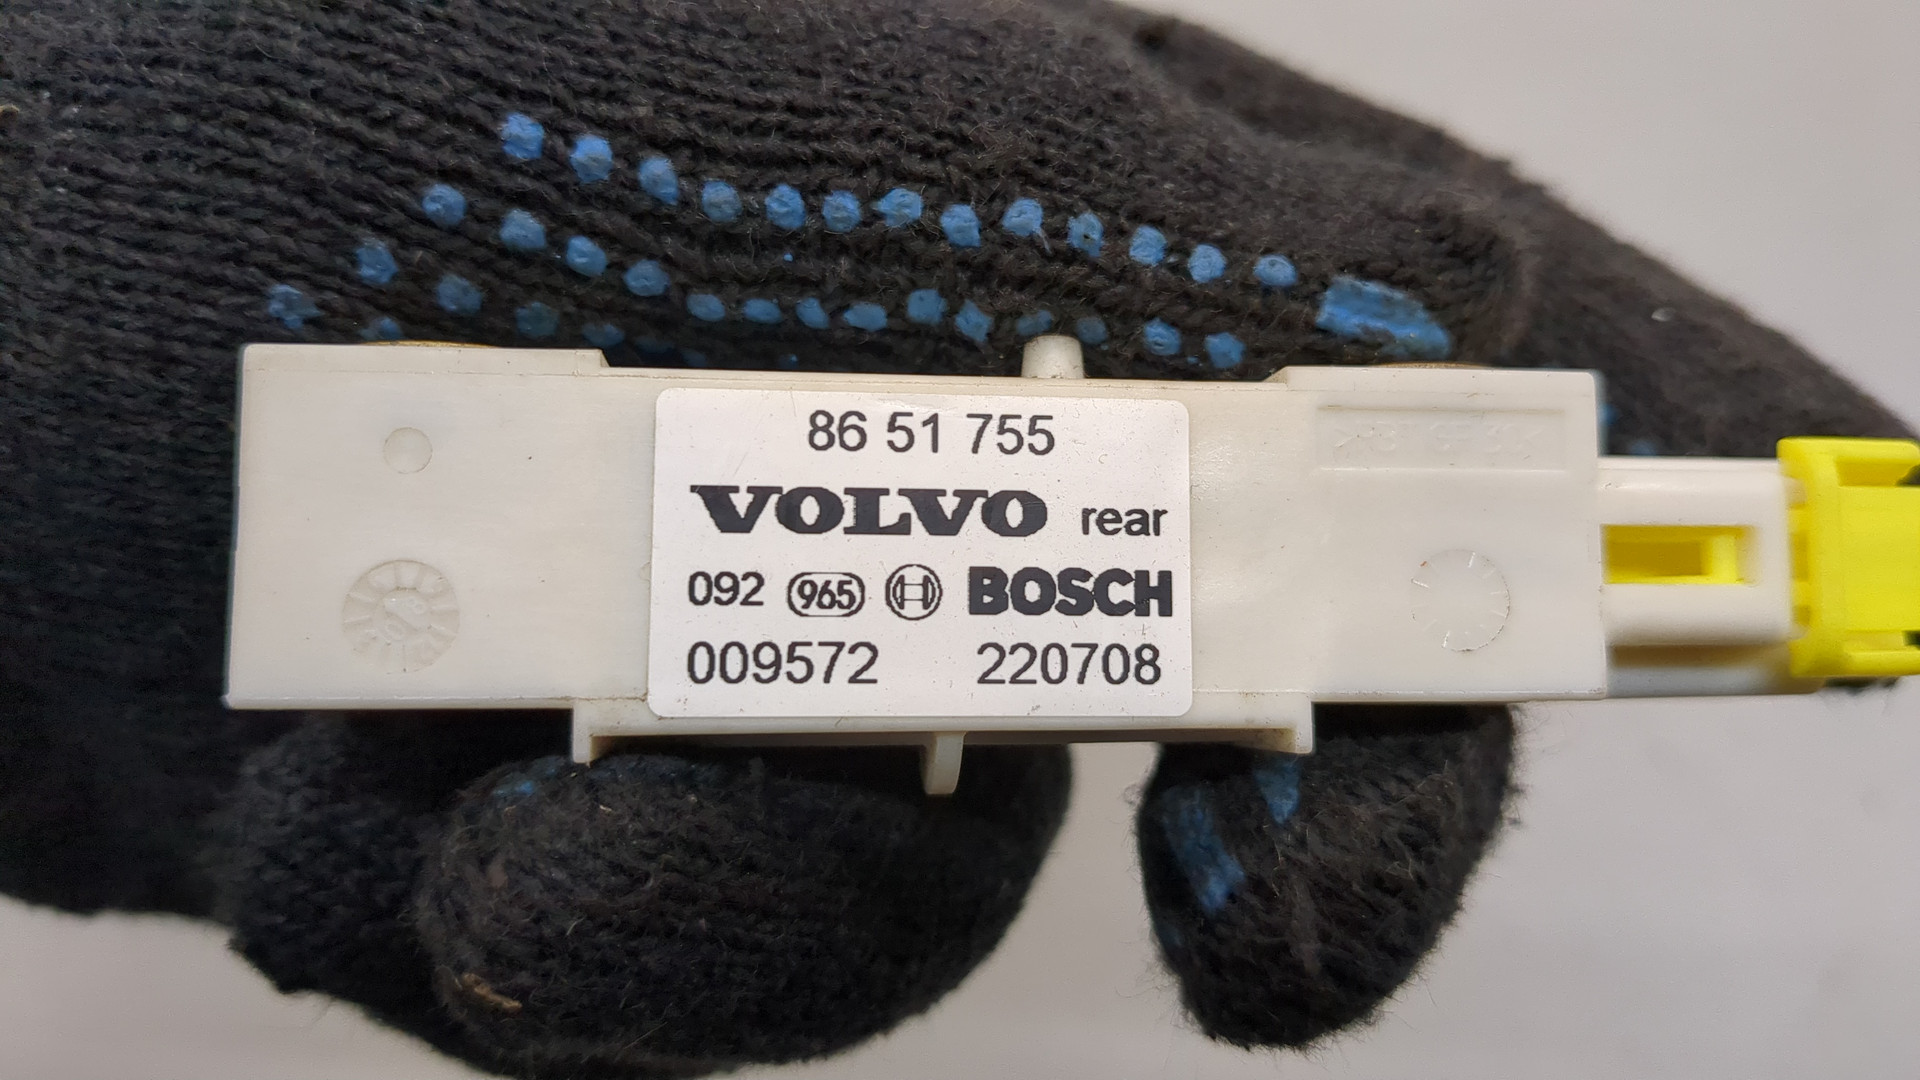 86 51 755
VOLVO rear
092 965 BOSCH
009572 220708